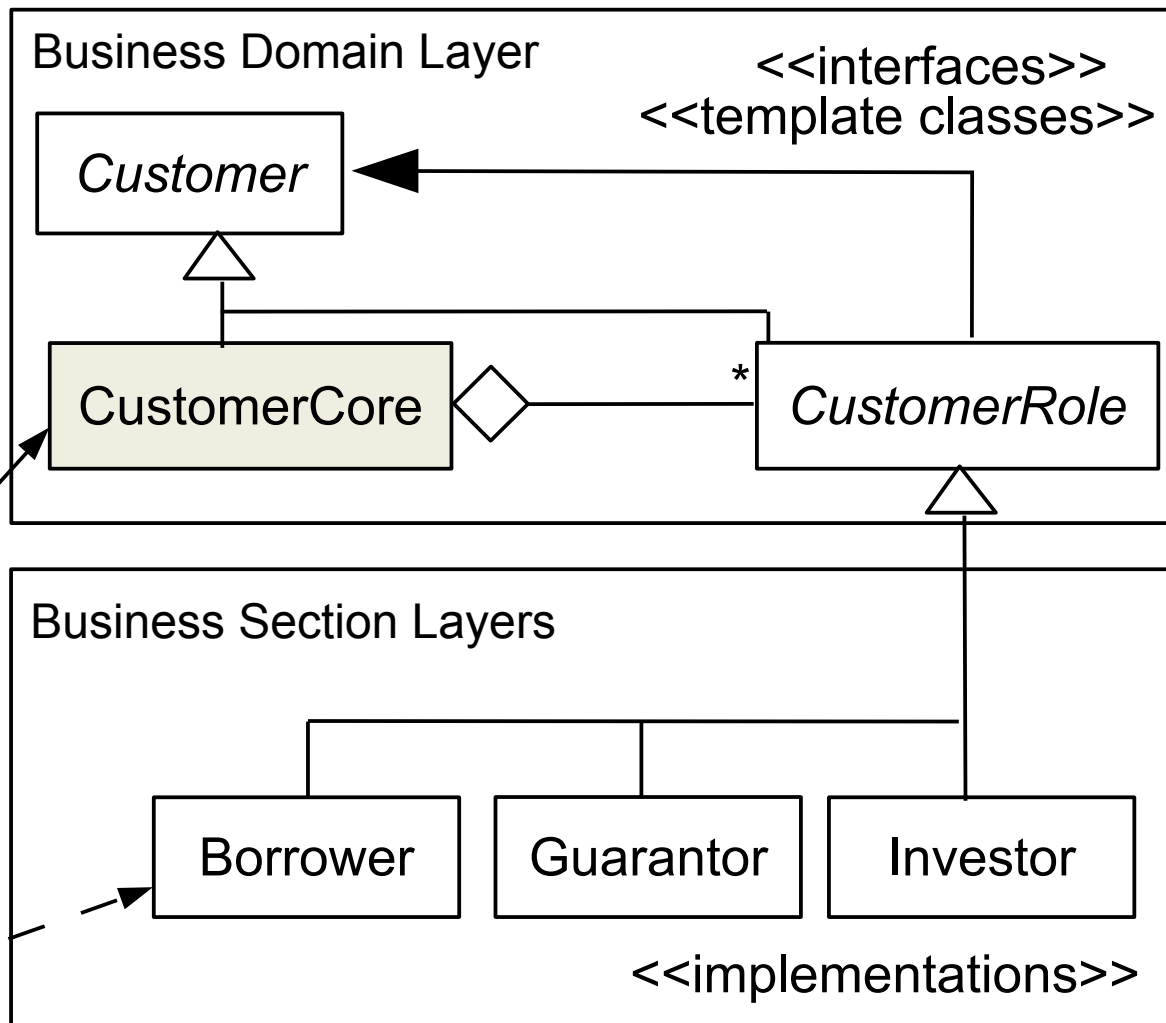 Business Domain Layer
<<interfaces>>
<<template classes>>
Customer
CustomerCore
*
CustomerRole
Business Section Layers
Borrower
Guarantor
Investor
<<implementations>>